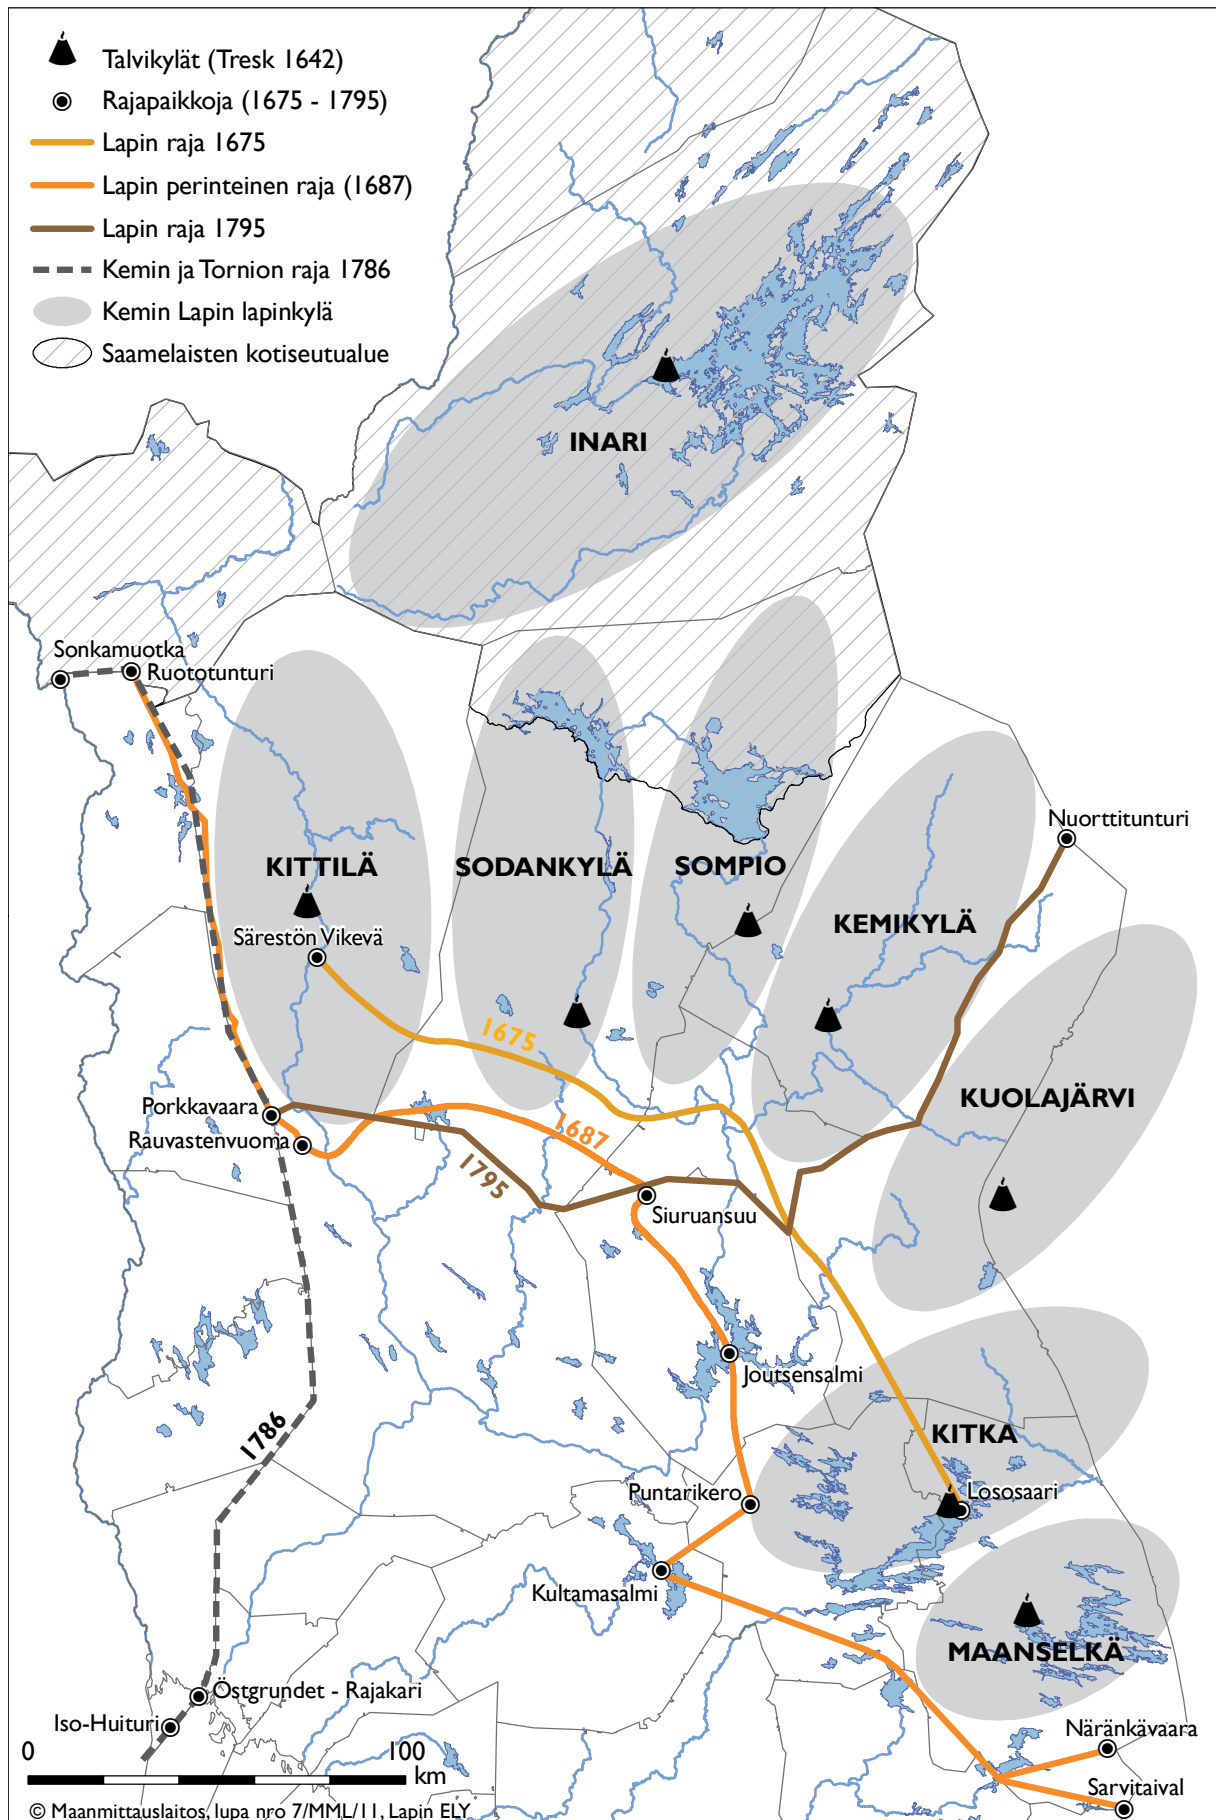 Talvikylät (Tresk 1642)
Rajapaikkoja (1675 - 1795)
Lapin raja 1675
Lapin perinteinen raja (1687)
Lapin raja 1795
Kemin ja Tornion raja 1786
Kemin Lapin lapinkylä
Saamelaisten kotiseutualue
INARI
Sonkamuotka
Ruototunturi
Nuorttitunturi
KITTILÄ
SODANKYLÄ
SOMPIO
KEMIKYLÄ
Särestön Vikevä
1675
KUOLAJÄRVI
Porkkavaara
Rauvastenvuoma
1687
1795
Siuruansuu
Joutsensalmi
1786
KITKA
Puntarikero
Lososaari
Kultamasalmi
MAANSELKÄ
Östgrundet - Rajakari
Iso-Huituri
Näränkävaara
0
100
km
Sarvitaival
© Maanmittauslaitos, lupa nro 7/MML/11, Lapin ELY